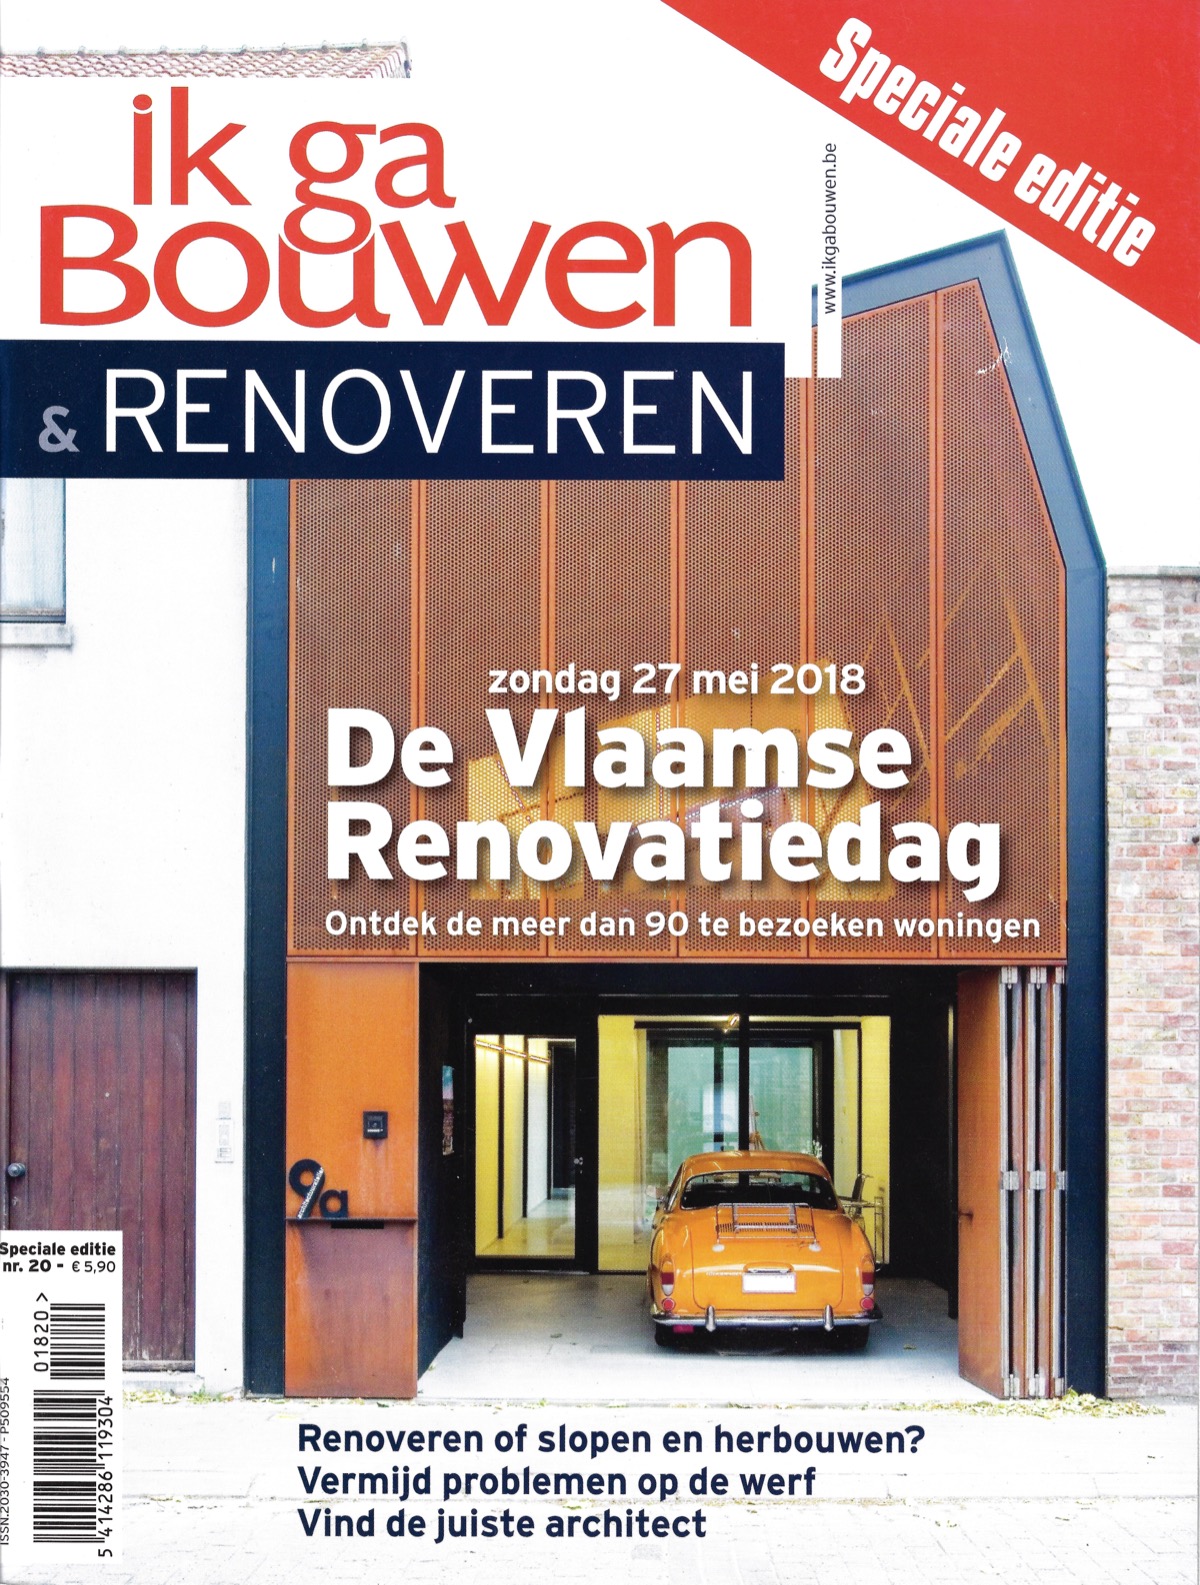 Speciale editie
ik ga
Bouwen
& RENOVEREN
www.ikgabouwen.be
zondag 27 mei 2018
De Vlaamse
Renovatiedag
Ontdek de meer dan 90 te bezoeken woningen
9a
Speciale editie
nr. 20 - € 5,90
01820 >
5 414286 119304
ISSN.2030-3947 - P509554
Renoveren of slopen en herbouwen?
Vermijd problemen op de werf
Vind de juiste architect